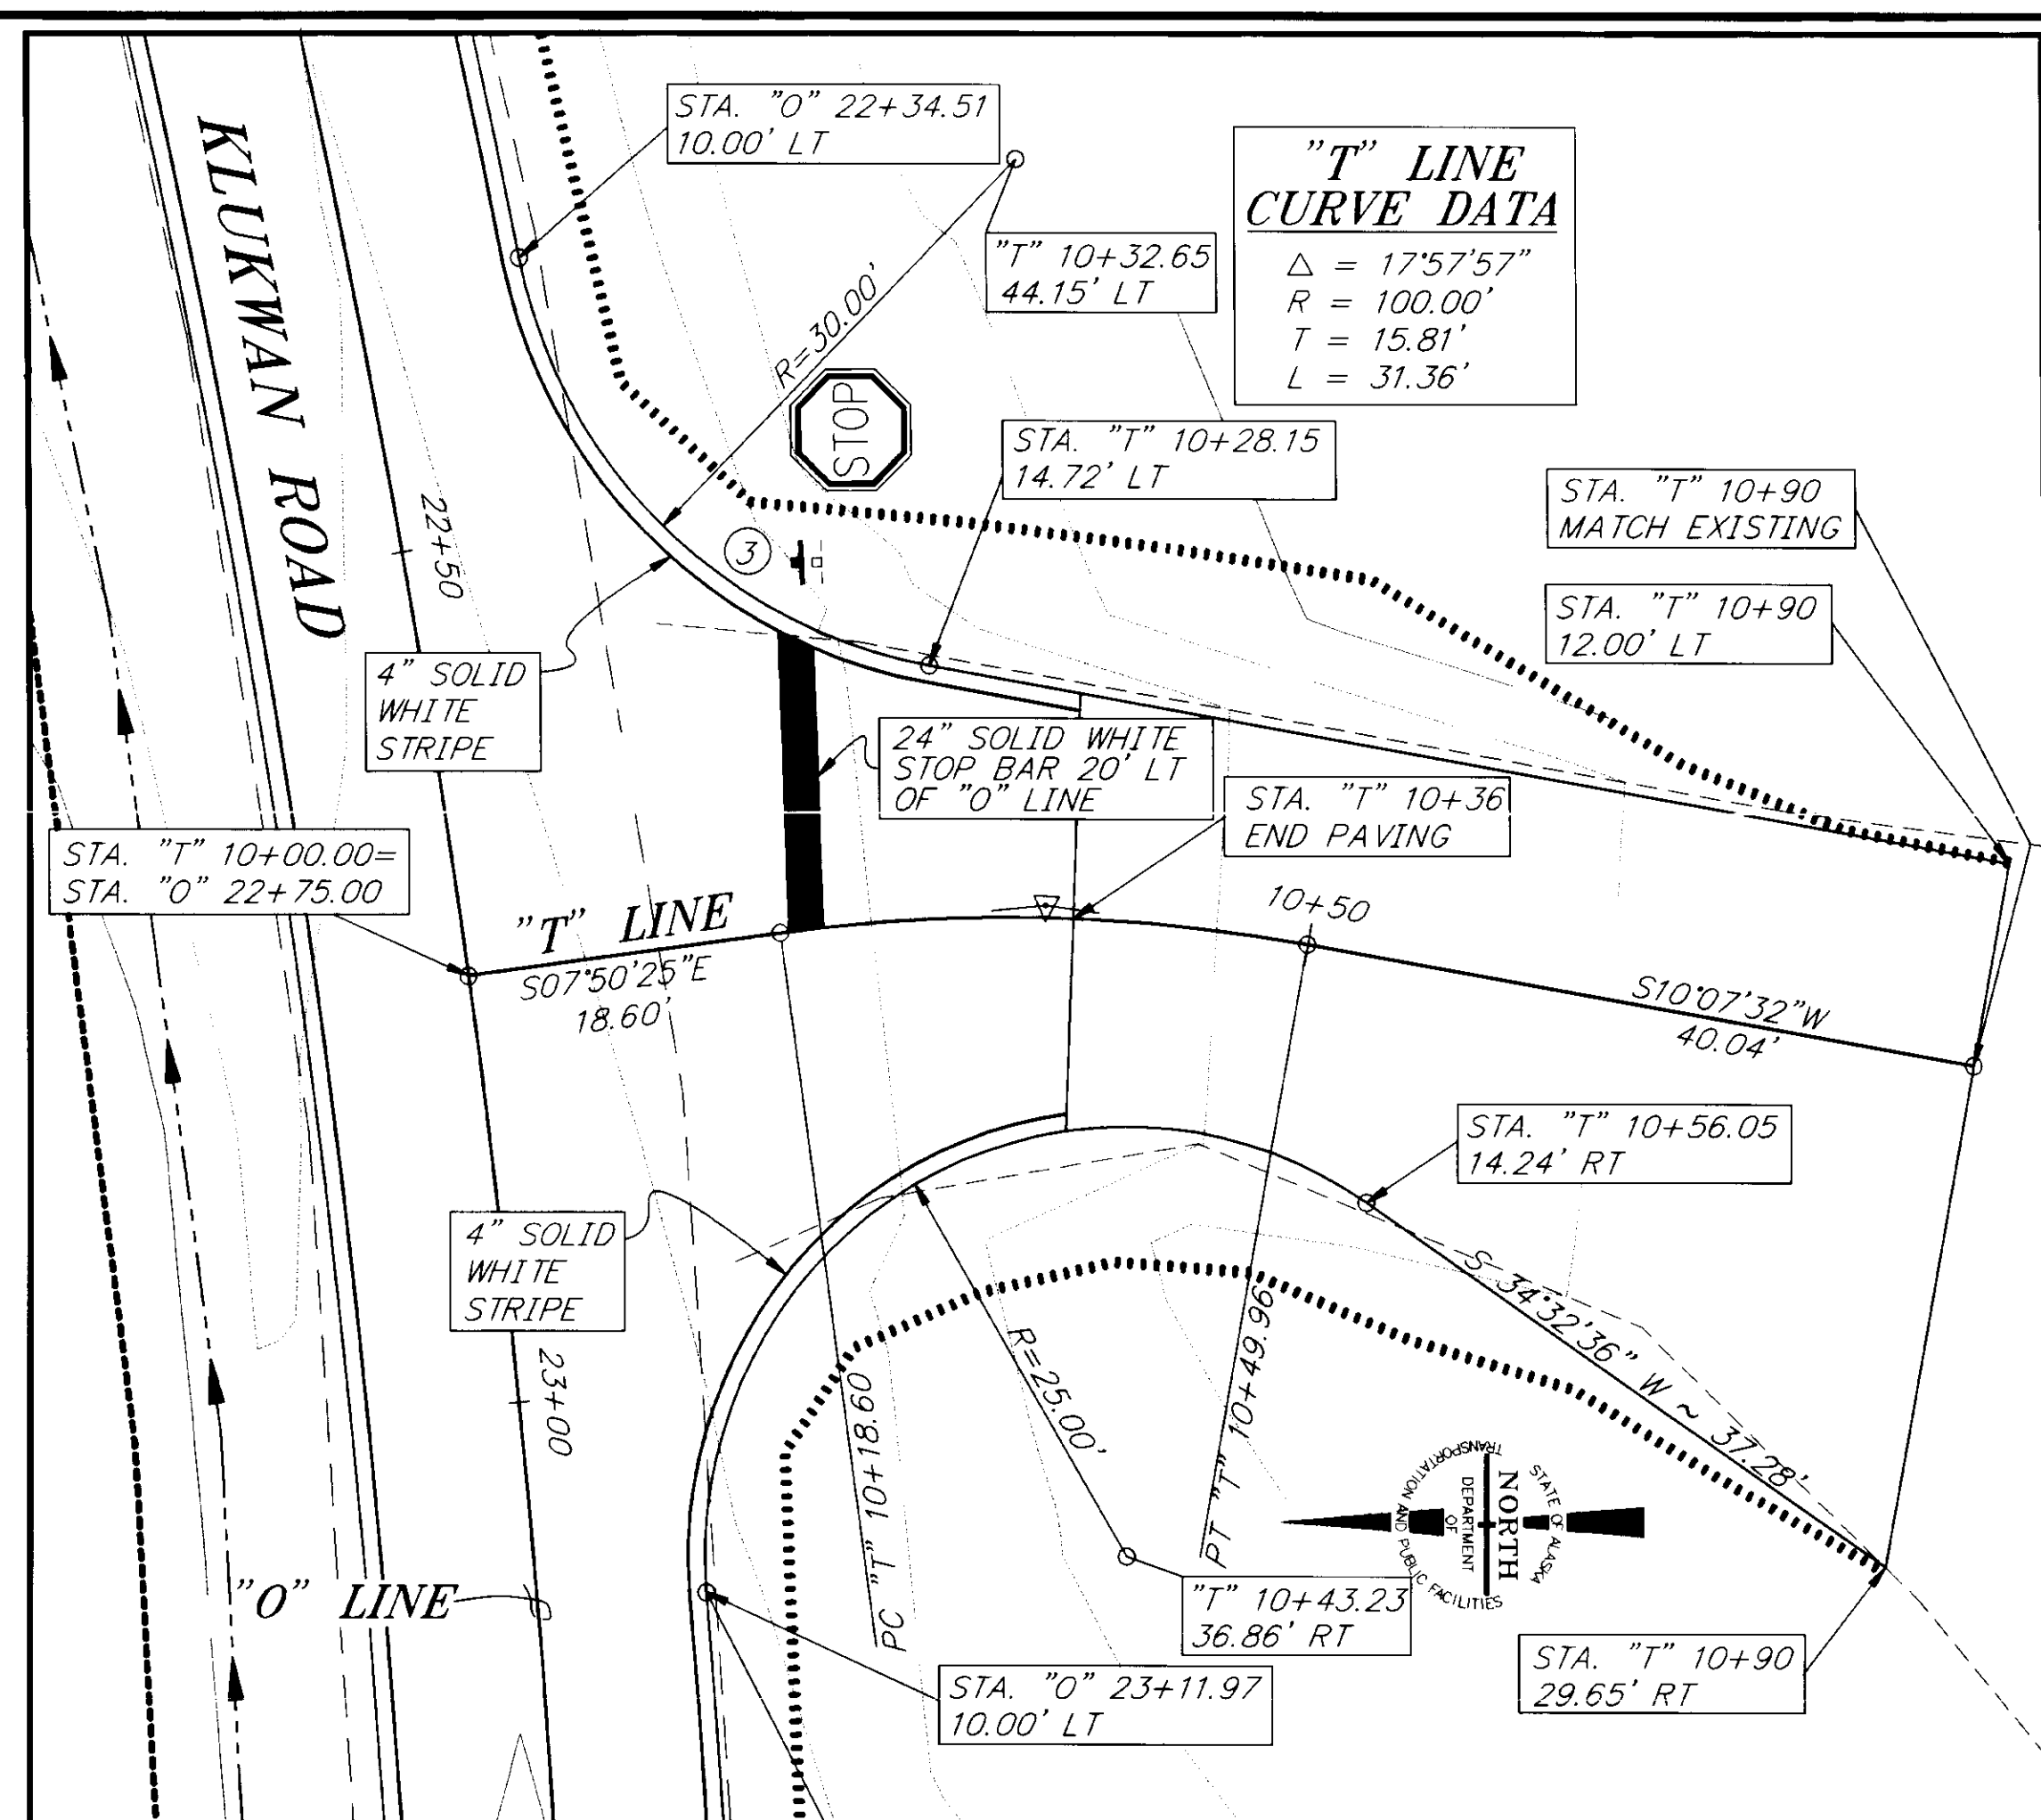 STA. "O" 22+34.51
10.00' LT
"T" LINE
CURVE DATA
△ = 17°57'57"
R = 100.00'
T = 15.81'
L = 31.36'
KLUKWAN ROAD
"T" 10+32.65
44.15' LT
R=30.00'
STOP
STA. "T" 10+28.15
14.72' LT
STA. "T" 10+90
MATCH EXISTING
22+50
3
STA. "T" 10+90
12.00' LT
4" SOLID
WHITE
STRIPE
24" SOLID WHITE
STOP BAR 20' LT
OF "O" LINE
STA. "T" 10+36
END PAVING
STA. "T" 10+00.00=
STA. "O" 22+75.00
"T" LINE
S07°50'25"E
18.60'
10+50
S10°07'32"W
40.04'
STA. "T" 10+56.05
14.24' RT
4" SOLID
WHITE
STRIPE
S 34°32'36" W ~ 37.28'
23+00
R=25.00'
PC "T" 10+18.60
PT "T" 10+49.96
STATE OF ALASKA
NORTH
DEPARTMENT
OF
TRANSPORTATION AND PUBLIC FACILITIES
"O" LINE
"T" 10+43.23
36.86' RT
STA. "O" 23+11.97
10.00' LT
STA. "T" 10+90
29.65' RT